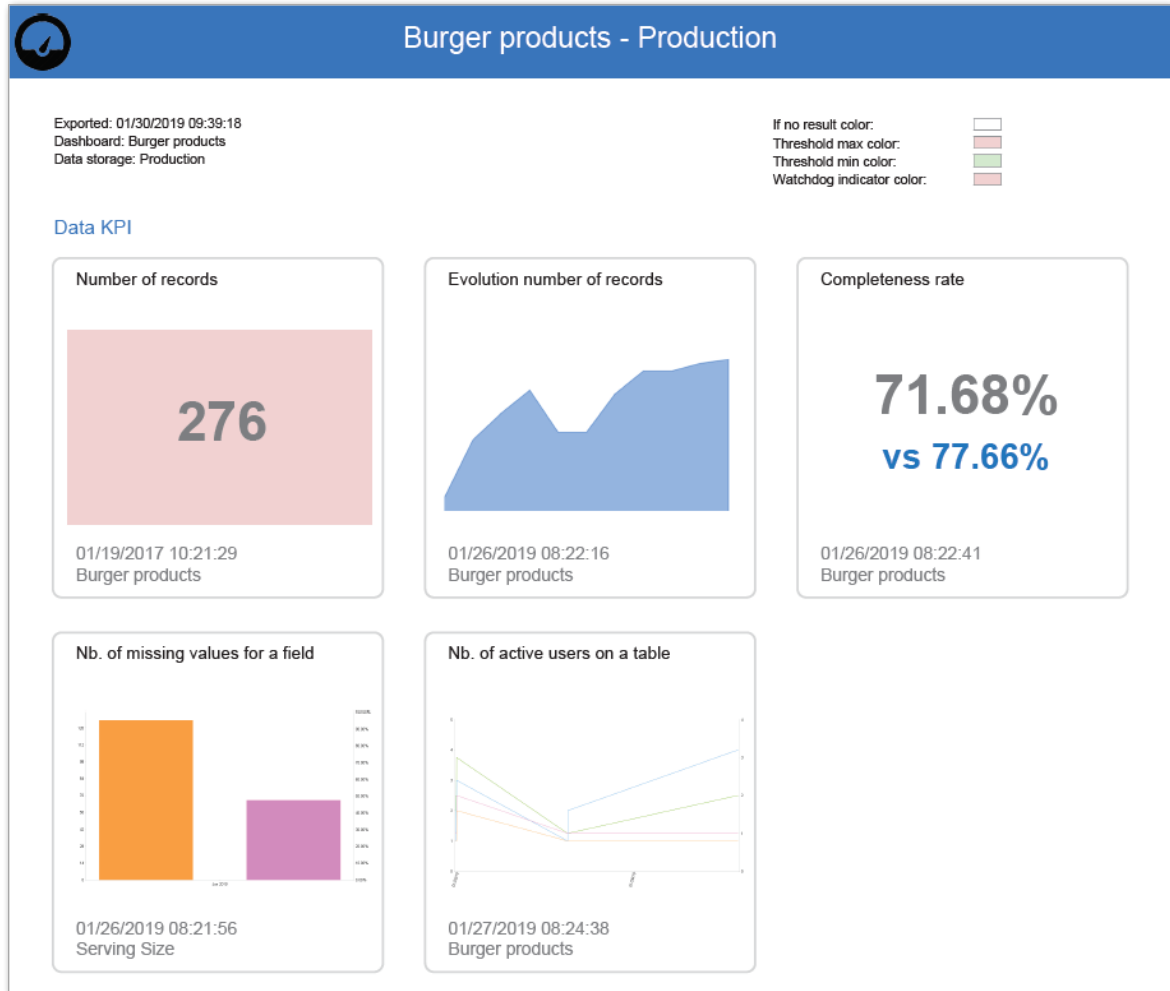 Burger products - Production
Exported: 01/30/2019 09:39:18
Dashboard: Burger products
Data storage: Production
If no result color:
Threshold max color:
Threshold min color:
Watchdog indicator color:
Data KPI
Number of records
276
01/19/2017 10:21:29
Burger products
Evolution number of records
01/26/2019 08:22:16
Burger products
Completeness rate
71.68%
vs 77.66%
01/26/2019 08:22:41
Burger products
Nb. of missing values for a field
01/26/2019 08:21:56
Serving Size
Nb. of active users on a table
01/27/2019 08:24:38
Burger products